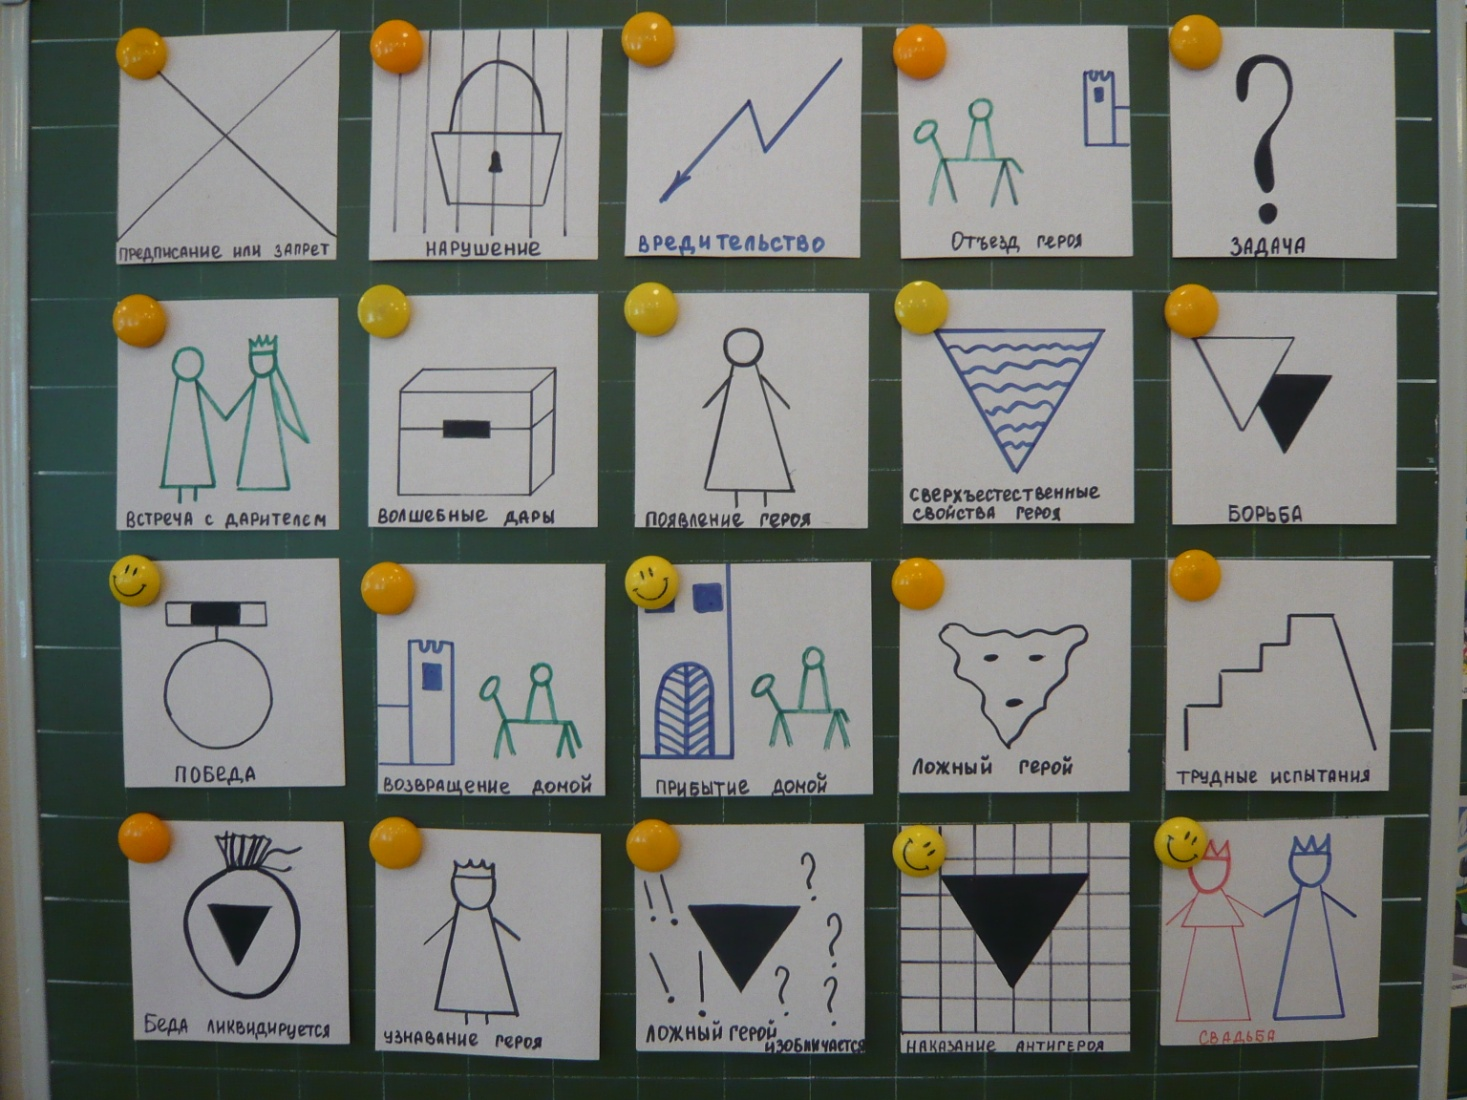 ПРЕДПИСАНИЕ ИЛИ ЗАПРЕТ
НАРУШЕНИЕ
ВРЕДИТЕЛЬСТВО
ОТЪЕЗД ГЕРОЯ
?
ЗАДАЧА
ВСТРЕЧА С ДАРИТЕЛЕМ
ВОЛШЕБНЫЕ ДАРЫ
ПОЯВЛЕНИЕ ГЕРОЯ
СВЕРХЪЕСТЕСТВЕННЫЕ
СВОЙСТВА ГЕРОЯ
БОРЬБА
ПОБЕДА
ВОЗВРАЩЕНИЕ ДОМОЙ
ПРИБЫТИЕ ДОМОЙ
ЛОЖНЫЙ ГЕРОЙ
ТРУДНЫЕ ИСПЫТАНИЯ
БЕДА ЛИКВИДИРУЕТСЯ
УЗНАВАНИЕ ГЕРОЯ
!! ?
! ! ? ? ?
ЛОЖНЫЙ ГЕРОЙ
ИЗОБЛИЧАЕТСЯ
НАКАЗАНИЕ АНТИГЕРОЯ
СВАДЬБА